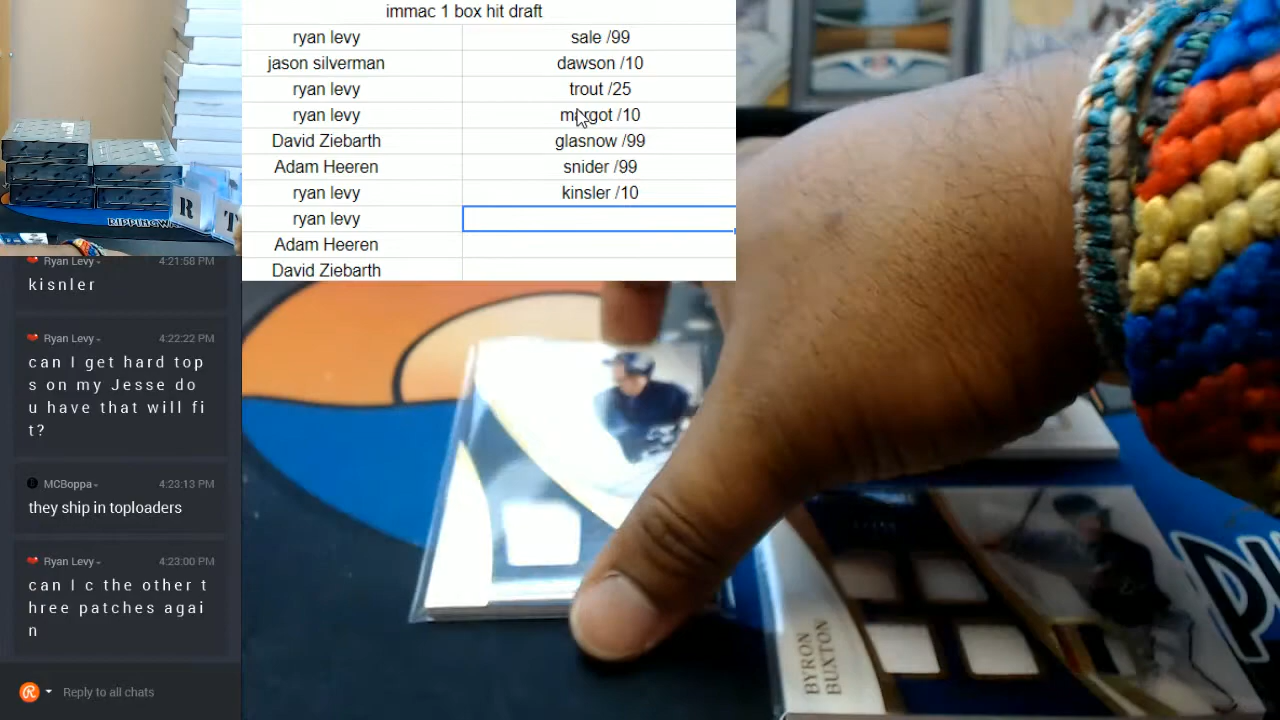 immac 1 box hit draft
ryan levy sale /99
jason silverman dawson /10
ryan levy trout /25
ryan levy margot /10
David Ziebarth glasnow /99
Adam Heeren snider /99
ryan levy kinsler /10
ryan levy
Adam Heeren
David Ziebarth
R T
Ryan Levy 4:21:58 PM
kisnler
Ryan Levy 4:22:22 PM
can I get hard top
s on my Jesse do
u have that will fi
t?
MCBoppa 4:23:13 PM
they ship in toploaders
Ryan Levy 4:23:00 PM
can I c the other t
hree patches agai
n
Reply to all chats
BYRON
BUXTON